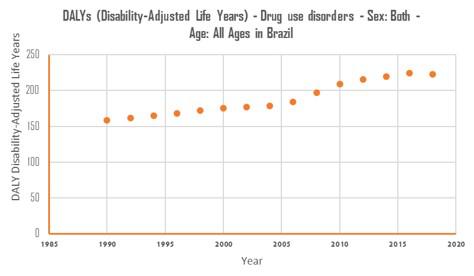 DALYs (Disability-Adjusted Life Years) - Drug use disorders - Sex: Both -
Age: All Ages in Brazil
DALY Disability-Adjusted Life Years
250
200
150
100
50
0
1985 1990 1995 2000 2005 2010 2015 2020
Year